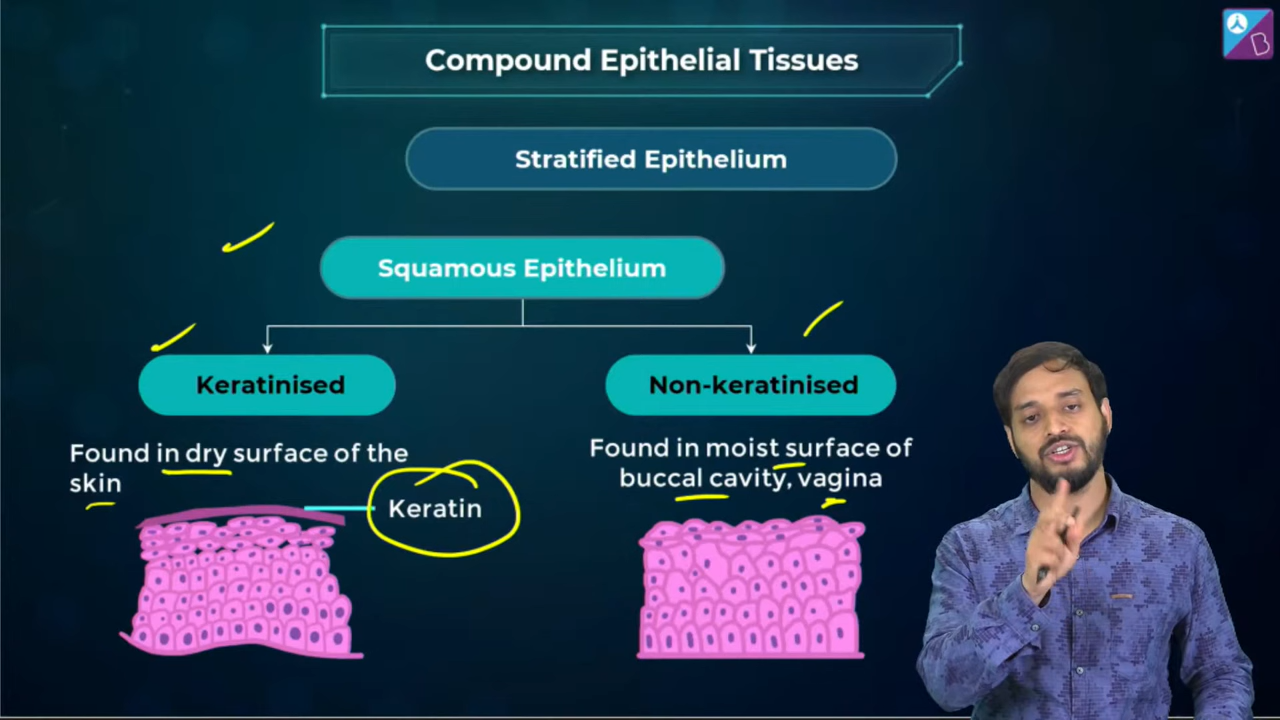 Compound Epithelial Tissues
Stratified Epithelium
Squamous Epithelium
Keratinised
Non-keratinised
Found in dry surface of the
skin
Keratin
Found in moist surface of
buccal cavity, vagina
B